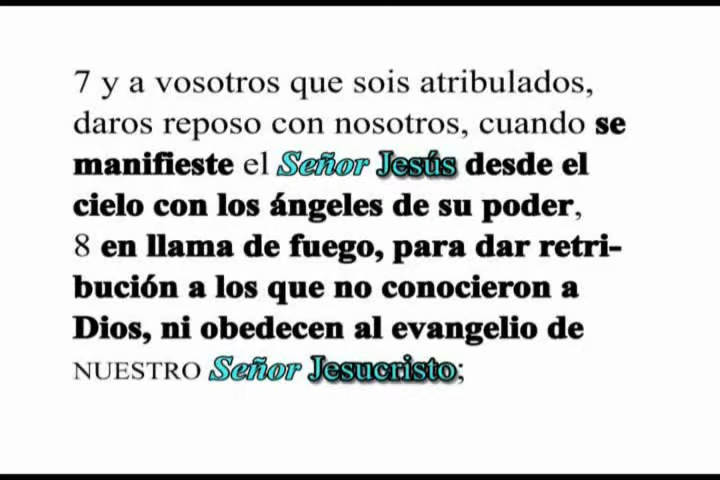 7 y a vosotros que sois atribulados,
daros reposo con nosotros, cuando se
manifieste el Señor Jesús desde el
cielo con los ángeles de su poder,
8 en llama de fuego, para dar retri-
bución a los que no conocieron a
Dios, ni obedecen al evangelio de
NUESTRO Señor Jesucristo;